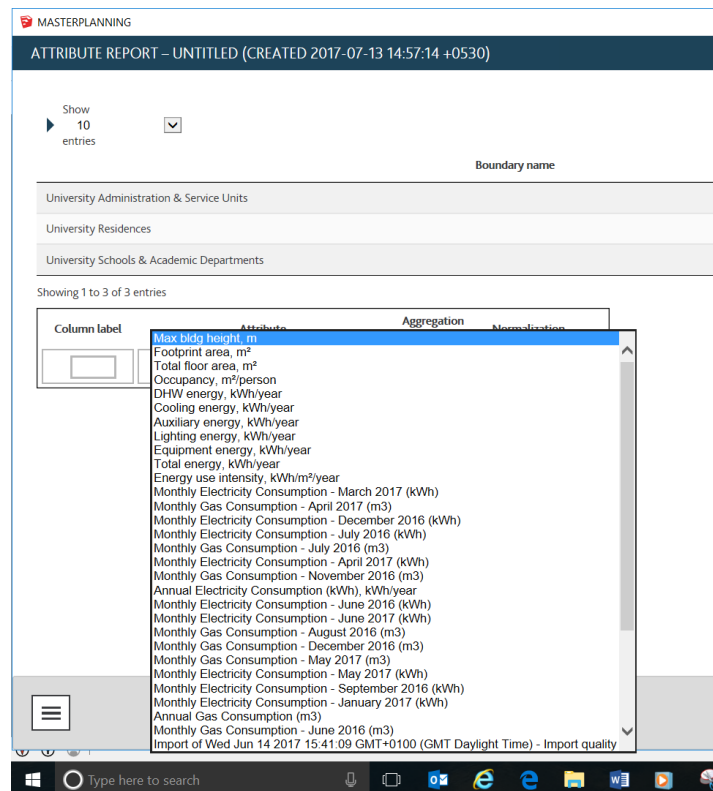 MASTERPLANNING
ATTRIBUTE REPORT – UNTITLED (CREATED 2017-07-13 14:57:14 +0530)
Show
10
entries
Boundary name
University Administration & Service Units
University Residences
University Schools & Academic Departments
Showing 1 to 3 of 3 entries
Column label Attribute Aggregation Normalization
Max bldg height, m
Footprint area, m²
Total floor area, m²
Occupancy, m²/person
DHW energy, kWh/year
Cooling energy, kWh/year
Auxiliary energy, kWh/year
Lighting energy, kWh/year
Equipment energy, kWh/year
Total energy, kWh/year
Energy use intensity, kWh/m²/year
Monthly Electricity Consumption - March 2017 (kWh)
Monthly Gas Consumption - April 2017 (m3)
Monthly Electricity Consumption - December 2016 (kWh)
Monthly Electricity Consumption - July 2016 (kWh)
Monthly Gas Consumption - July 2016 (m3)
Monthly Electricity Consumption - April 2017 (kWh)
Monthly Gas Consumption - November 2016 (m3)
Annual Electricity Consumption (kWh), kWh/year
Monthly Electricity Consumption - June 2016 (kWh)
Monthly Electricity Consumption - June 2017 (kWh)
Monthly Gas Consumption - August 2016 (m3)
Monthly Gas Consumption - December 2016 (m3)
Monthly Gas Consumption - May 2017 (m3)
Monthly Electricity Consumption - May 2017 (kWh)
Monthly Electricity Consumption - September 2016 (kWh)
Monthly Electricity Consumption - January 2017 (kWh)
Annual Gas Consumption (m3)
Monthly Gas Consumption - June 2016 (m3)
Import of Wed Jun 14 2017 15:41:09 GMT+0100 (GMT Daylight Time) - Import quality
Type here to search